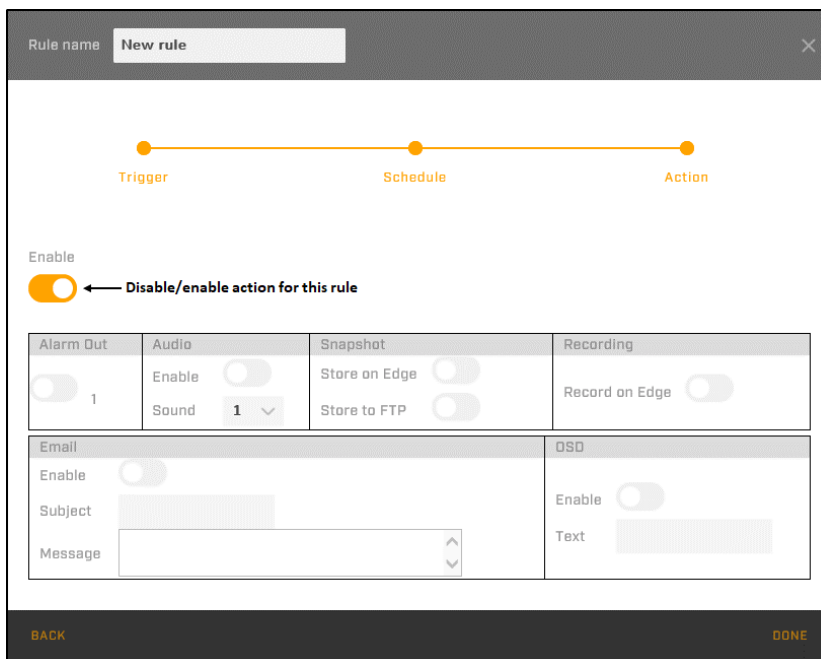 Rule name New rule
Trigger Schedule Action
Enable
Disable/enable action for this rule
Alarm Out Audio Snapshot Recording
Enable Store on Edge
1 Record on Edge
Sound 1 Store to FTP
Email OSD
Enable
Enable
Subject
Text
Message
BACK DONE